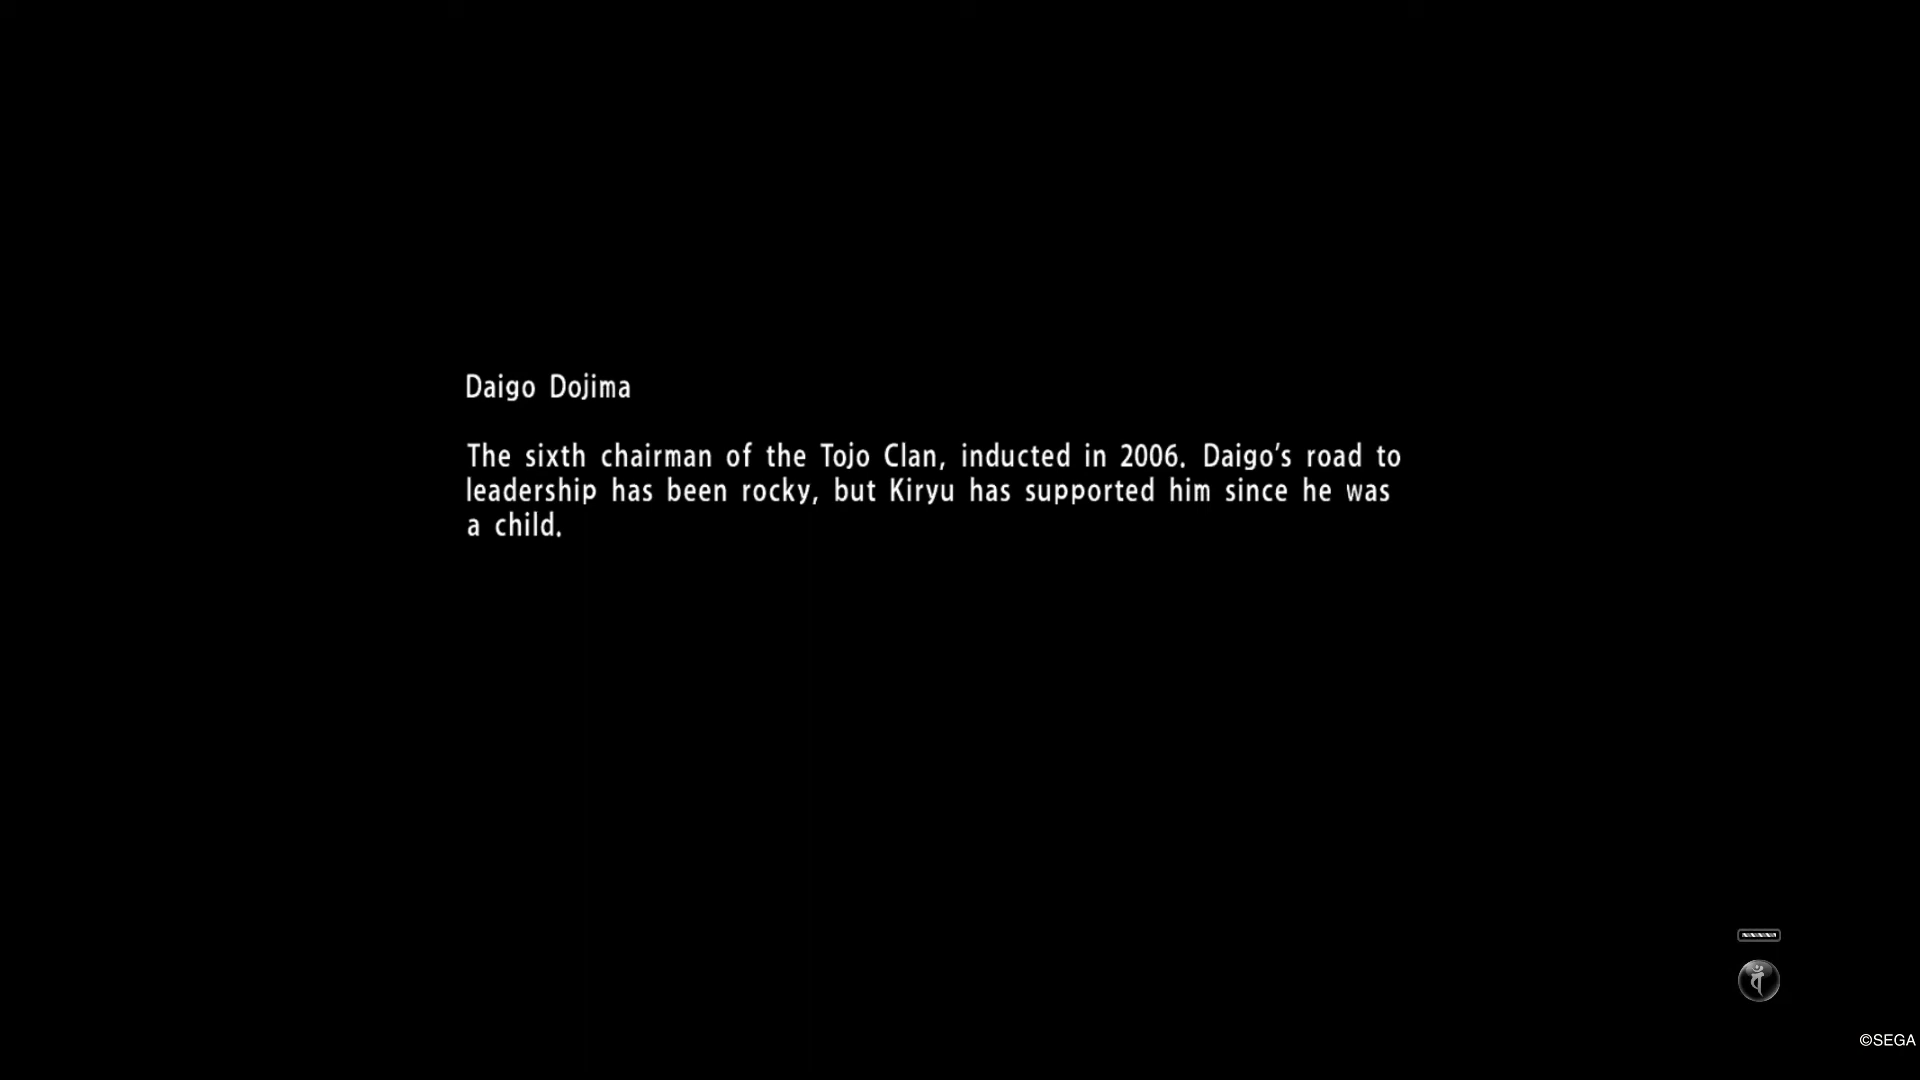 Daigo Dojima
The sixth chairman of the Tojo Clan, inducted in 2006. Daigo's road to
leadership has been rocky, but Kiryu has supported him since he was
a child.
©SEGA